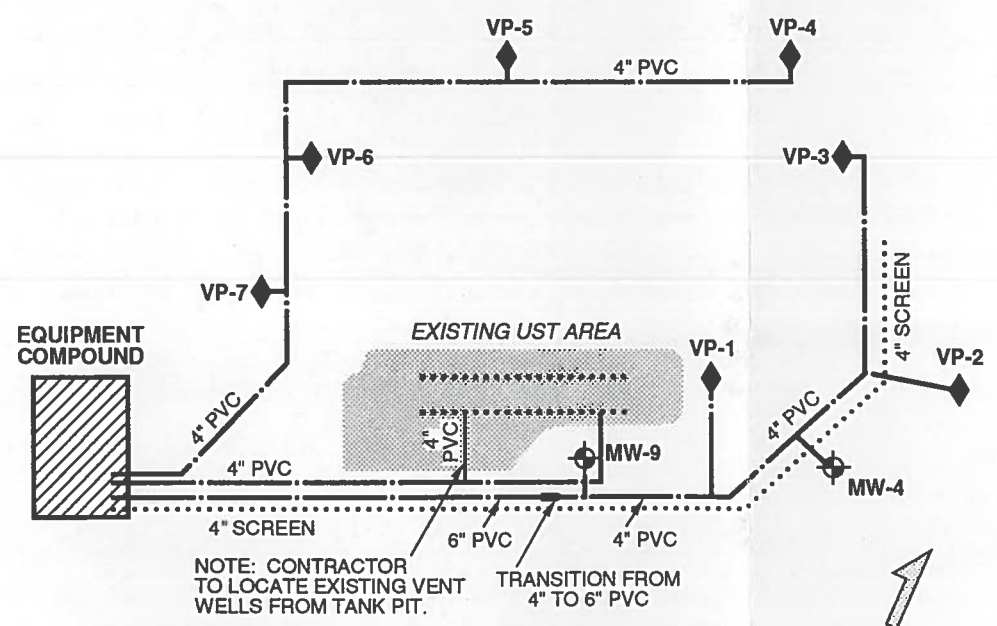 VP-5
VP-4
4" PVC
VP-6
VP-3
VP-7
4" SCREEN
EQUIPMENT
COMPOUND
EXISTING UST AREA
VP-1
VP-2
4" PVC
4"
PVC
4" PVC
4" PVC
MW-9
MW-4
4" SCREEN
6" PVC
4" PVC
NOTE: CONTRACTOR
TO LOCATE EXISTING VENT
WELLS FROM TANK PIT.
TRANSITION FROM
4" TO 6" PVC